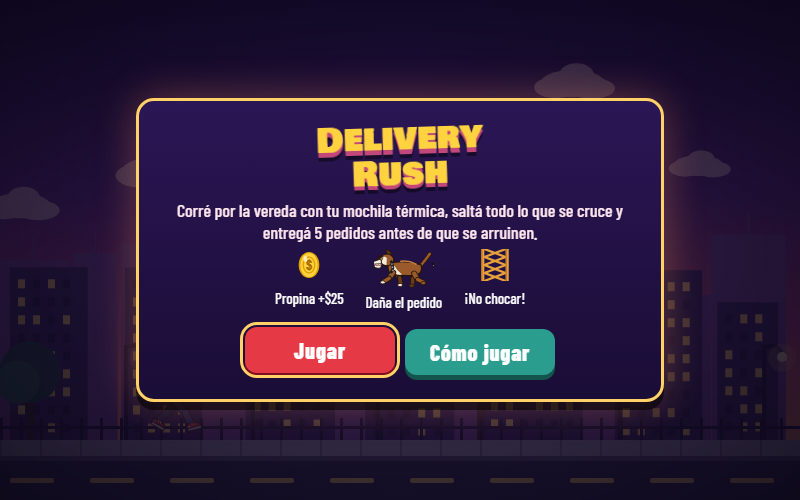 DELIVERY
RUSH
Corré por la vereda con tu mochila térmica, saltá todo lo que se cruce y
entregá 5 pedidos antes de que se arruinen.
Propina +$25
Daña el pedido
¡No chocar!
Jugar
Cómo jugar